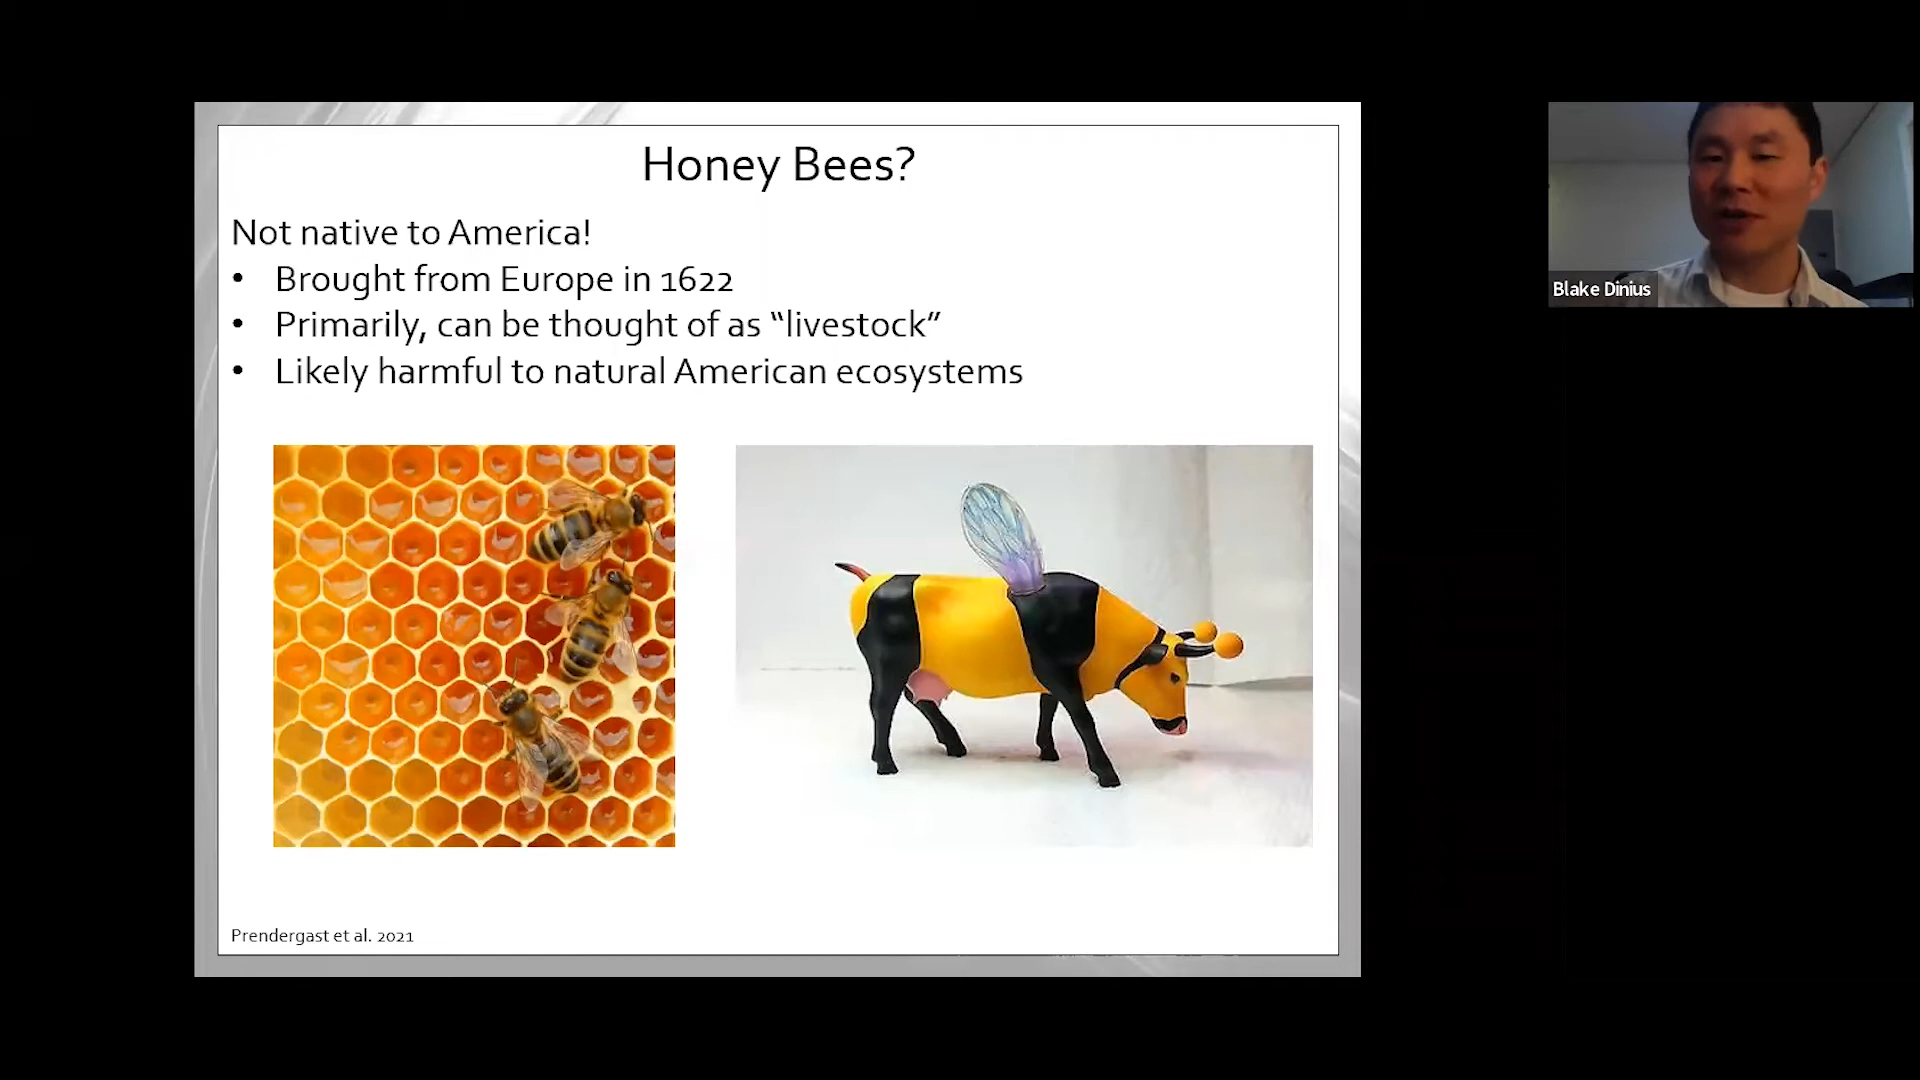 Honey Bees?
Not native to America!
• Brought from Europe in 1622
• Primarily, can be thought of as “livestock”
• Likely harmful to natural American ecosystems
Prendergast et al. 2021
Blake Dinius